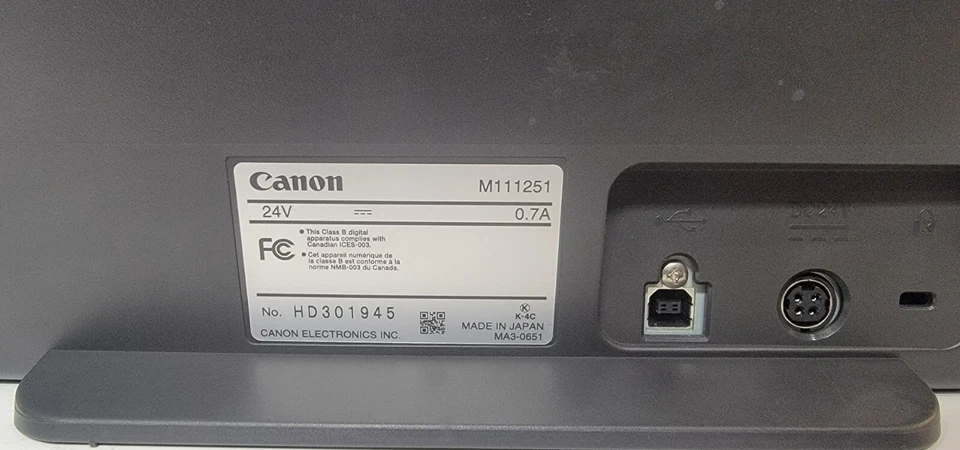 Canon M111251
24V ⎓ 0.7A
FC
• This Class B digital
apparatus complies with
Canadian ICES-003.
• Cet appareil numérique de
la classe B est conforme à la
norme NMB-003 du Canada.
No. HD301945
K
K-4C
CANON ELECTRONICS INC.
MADE IN JAPAN
MA3-0651
DC24V